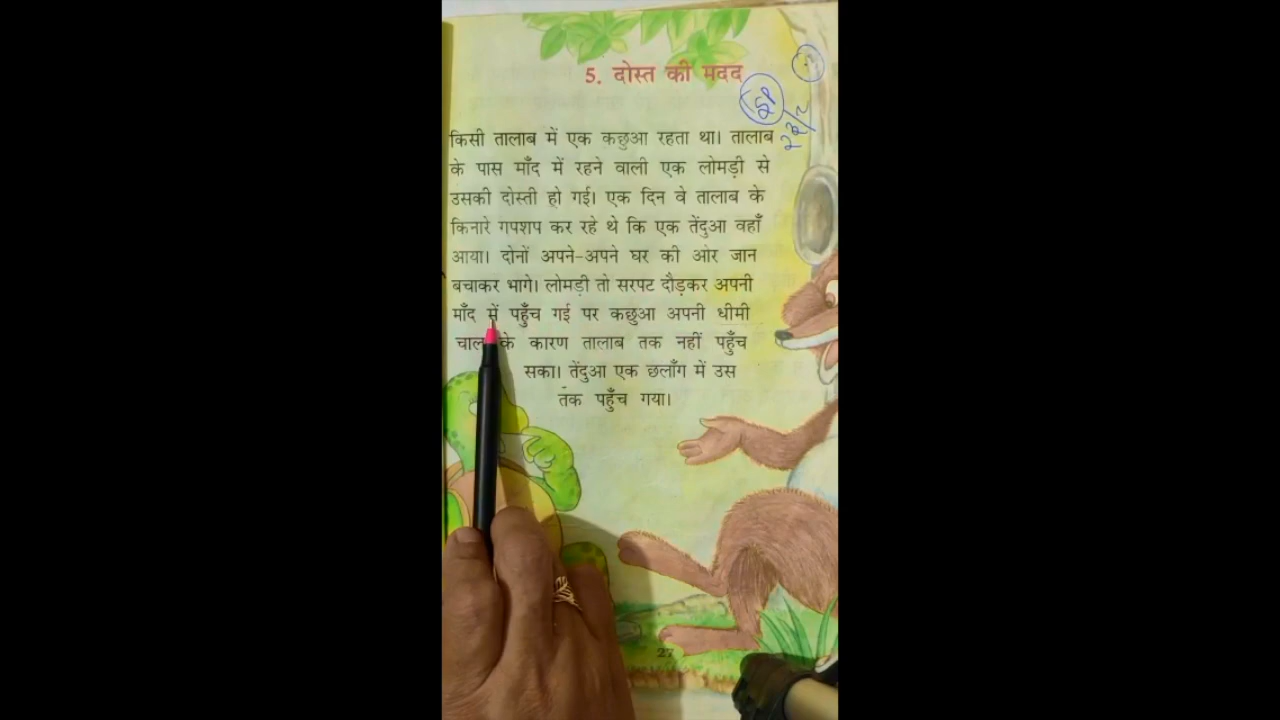 5. दोस्त की मदद
किसी तालाब में एक कछुआ रहता था। तालाब
के पास माँद में रहने वाली एक लोमड़ी से
उसकी दोस्ती हो गई। एक दिन वे तालाब के
किनारे गपशप कर रहे थे कि एक तेंदुआ वहाँ
आया। दोनों अपने-अपने घर की ओर जान
बचाकर भागे। लोमड़ी तो सरपट दौड़कर अपनी
माँद में पहुँच गई पर कछुआ अपनी धीमी
चाल के कारण तालाब तक नहीं पहुँच
सका। तेंदुआ एक छलाँग में उस
तक पहुँच गया।
27